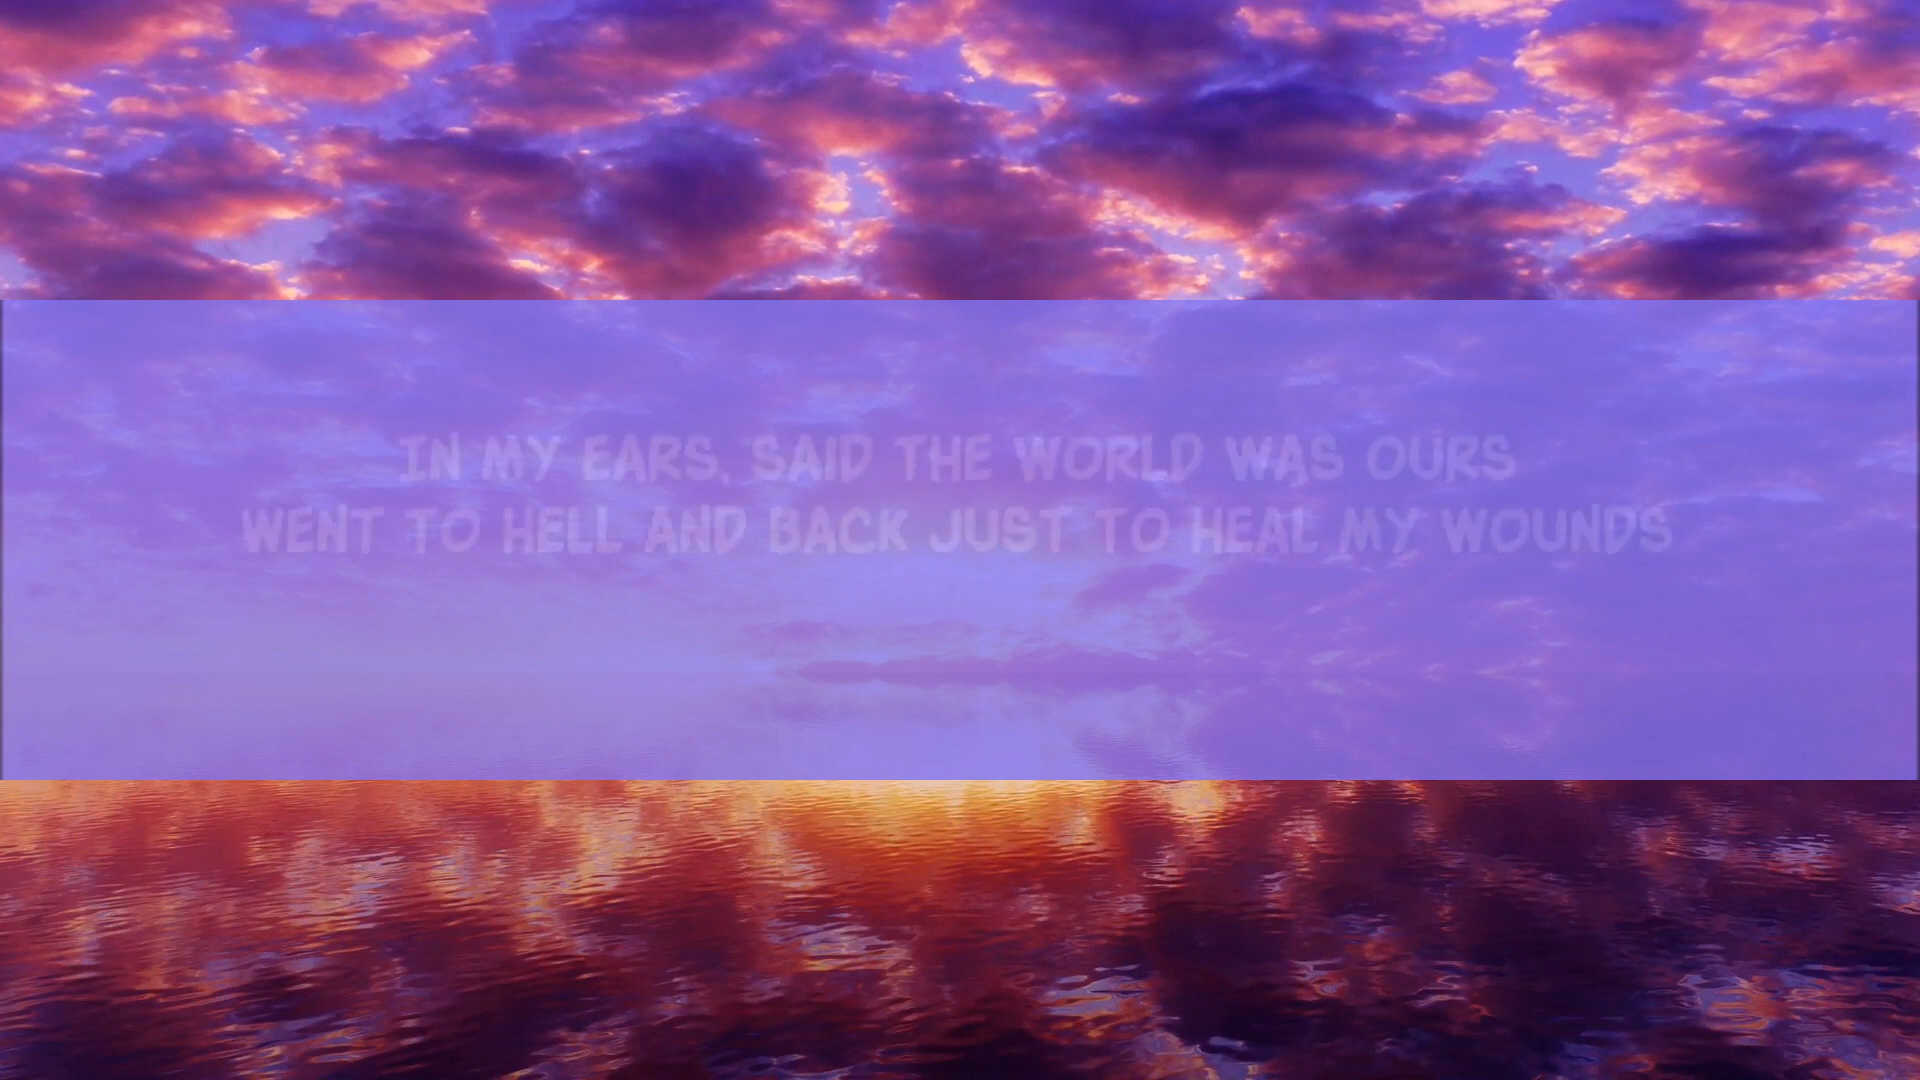 IN MY EARS, SAID THE WORLD WAS OURS
WENT TO HELL AND BACK JUST TO HEAL MY WOUNDS